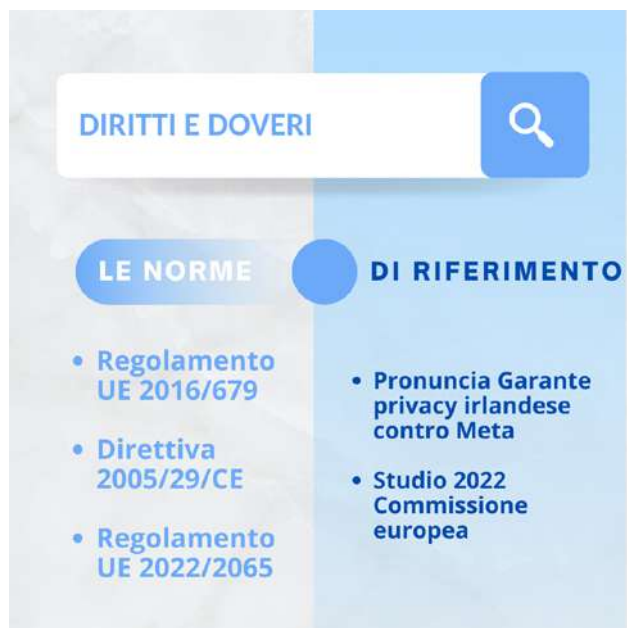 DIRITTI E DOVERI
LE NORME DI RIFERIMENTO
• Regolamento
UE 2016/679
• Direttiva
2005/29/CE
• Regolamento
UE 2022/2065
• Pronuncia Garante
privacy irlandese
contro Meta
• Studio 2022
Commissione
europea